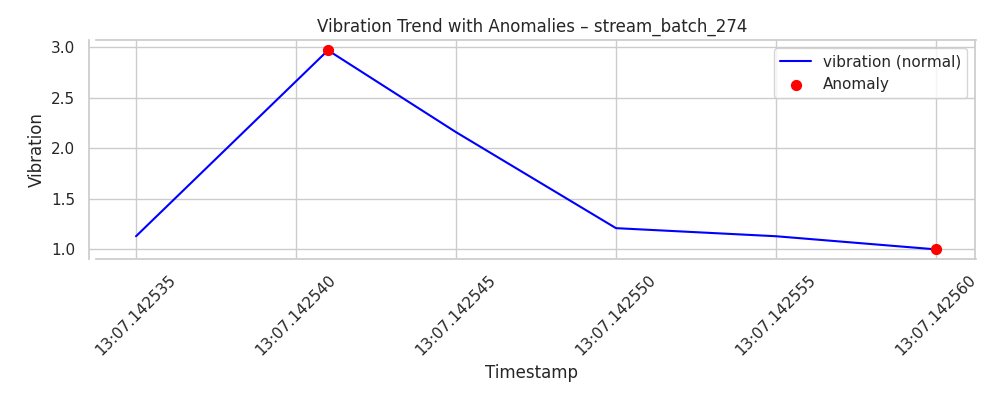 Vibration Trend with Anomalies – stream_batch_274
vibration (normal)
Anomaly
Vibration
3.0
2.5
2.0
1.5
1.0
13:07.142535
13:07.142540
13:07.142545
13:07.142550
13:07.142555
13:07.142560
Timestamp